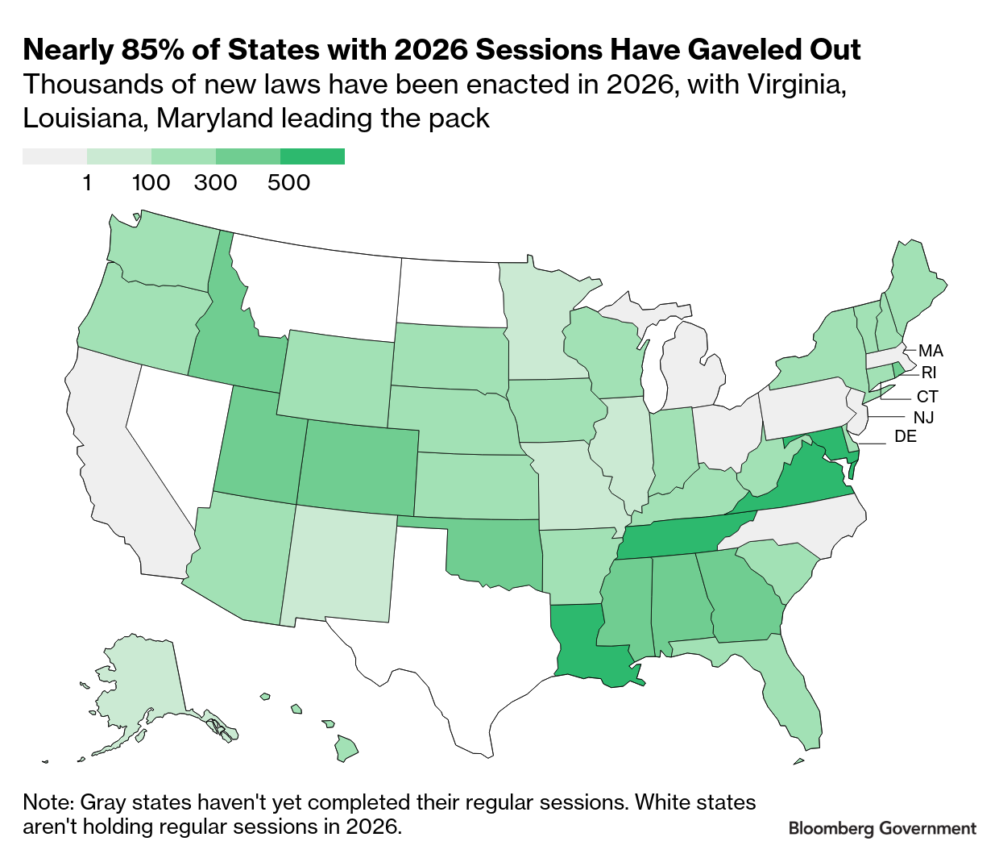 Nearly 85% of States with 2026 Sessions Have Gaveled Out
Thousands of new laws have been enacted in 2026, with Virginia,
Louisiana, Maryland leading the pack
1 100 300 500
MA
RI
CT
NJ
DE
Note: Gray states haven't yet completed their regular sessions. White states
aren't holding regular sessions in 2026.
Bloomberg Government